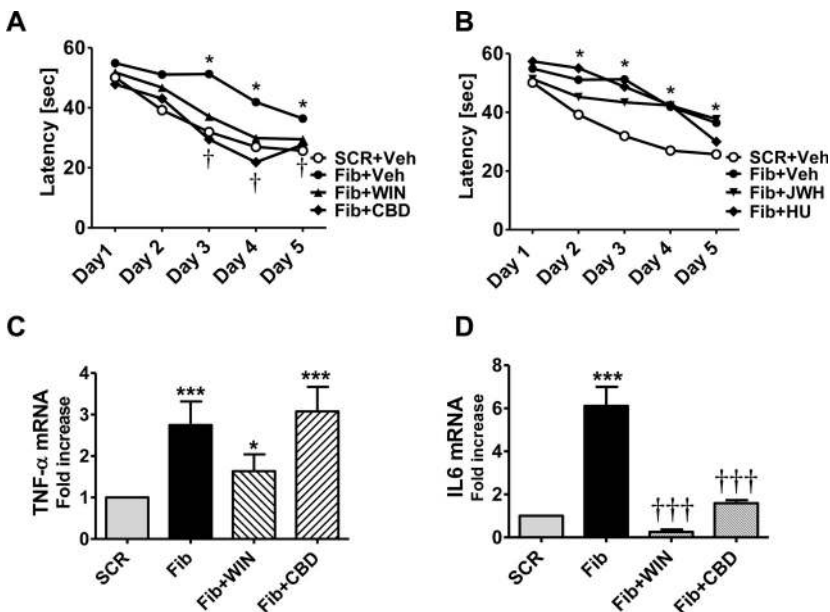 A
Latency [sec]
60
40
20
0
*
*
*
†
†
†
SCR+Veh
Fib+Veh
Fib+WIN
Fib+CBD
Day1
Day 2
Day 3
Day 4
Day 5
B
Latency [sec]
60
40
20
0
*
*
*
*
SCR+Veh
Fib+Veh
Fib+JWH
Fib+HU
Day 1
Day 2
Day 3
Day 4
Day 5
C
TNF-α mRNA
Fold increase
4
3
2
1
0
***
*
***
SCR
Fib
Fib+WIN
Fib+CBD
D
IL6 mRNA
Fold increase
8
6
4
2
0
***
†††
†††
SCR
Fib
Fib+WIN
Fib+CBD